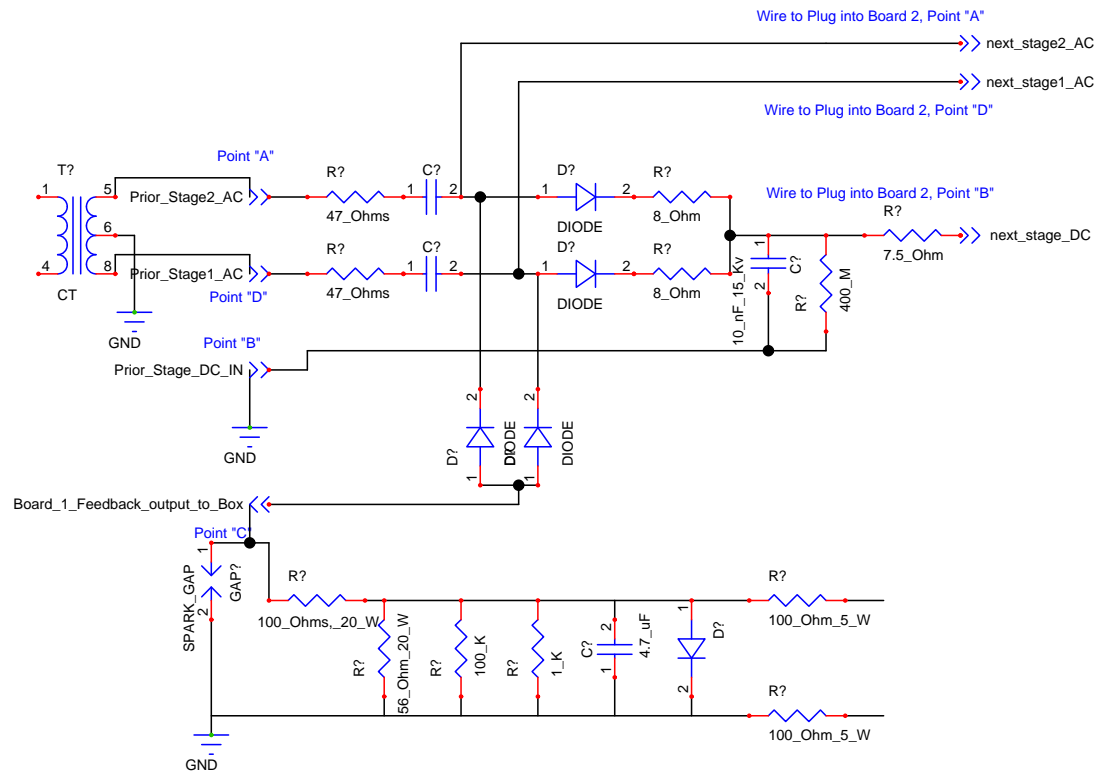 Wire to Plug into Board 2, Point "A"
next_stage2_AC
next_stage1_AC
Wire to Plug into Board 2, Point "D"
Point "A"
T?
1
5
Prior_Stage2_AC
R?
47_Ohms
C?
1
2
D?
1
2
DIODE
R?
8_Ohm
Wire to Plug into Board 2, Point "B"
R?
7.5_Ohm
next_stage_DC
6
4
8
CT
Prior_Stage1_AC
Point "D"
R?
47_Ohms
C?
1
2
D?
1
2
DIODE
R?
8_Ohm
1
2
C?
10_nF_15_Kv
R?
400_M
GND
Point "B"
Prior_Stage_DC_IN
GND
2
1
D?
DIODE
2
1
D?
DIODE
Board_1_Feedback_output_to_Box
Point "C"
1
2
SPARK_GAP
GAP?
R?
100_Ohms,_20_W
R?
56_Ohm_20_W
R?
100_K
R?
1_K
2
1
C?
4.7_uF
1
2
D?
R?
100_Ohm_5_W
R?
100_Ohm_5_W
GND